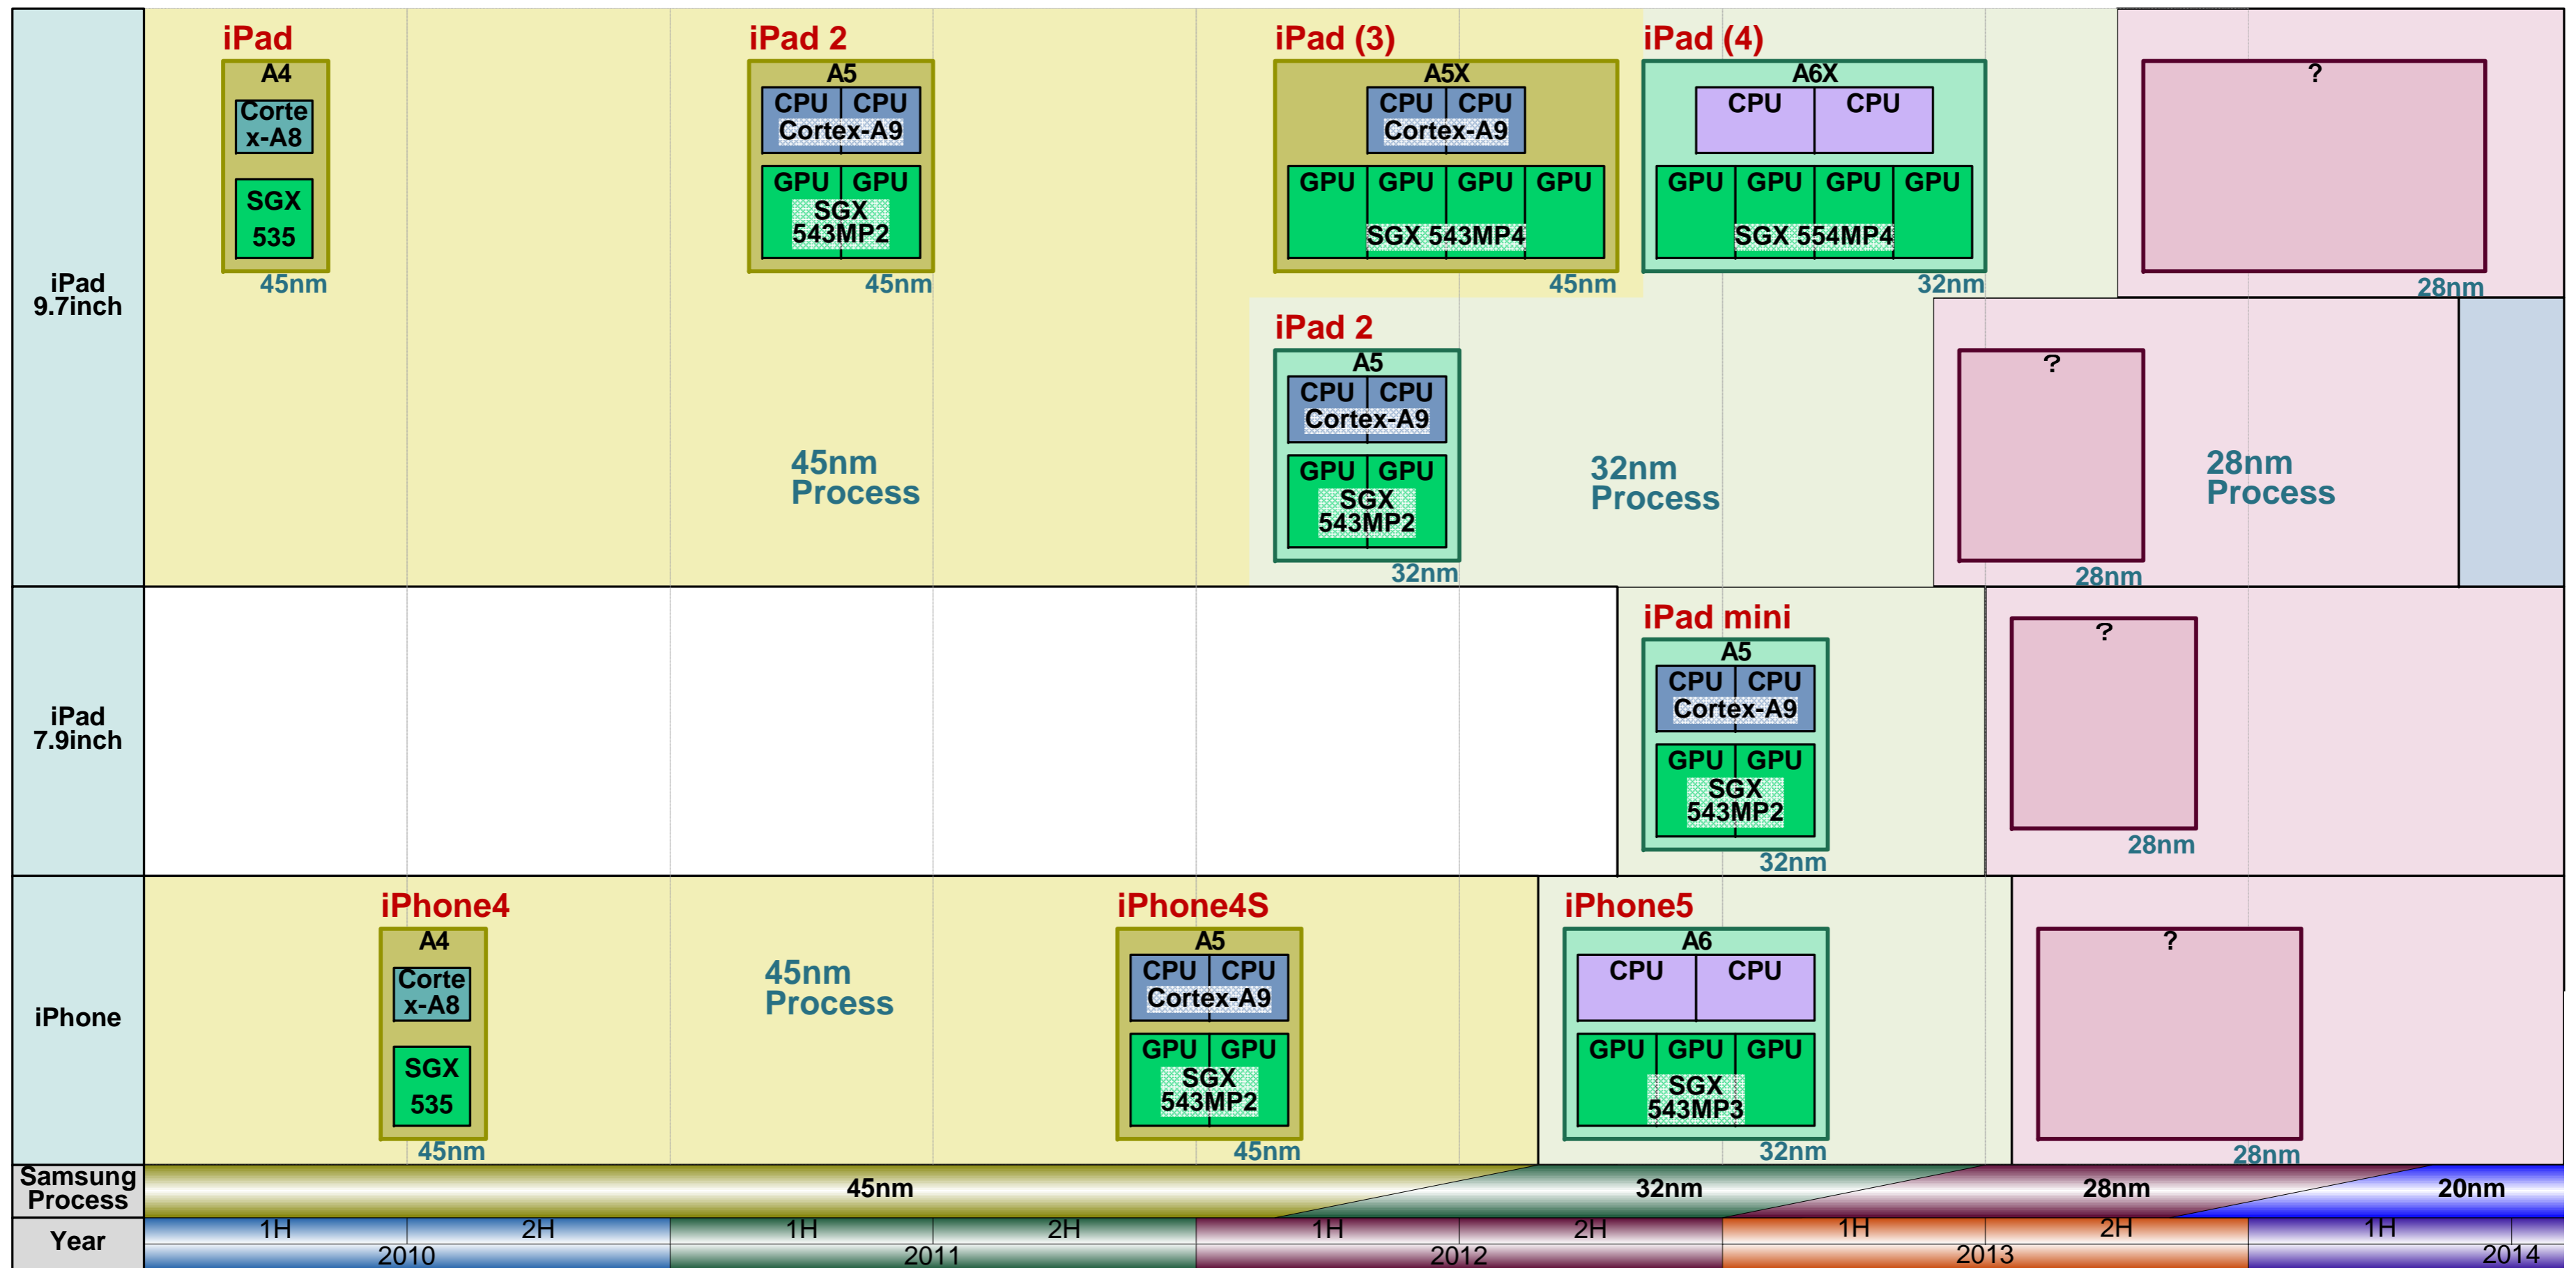 iPad
A4
Corte
x-A8
SGX
535
45nm
iPad 2
A5
CPU CPU
Cortex-A9
GPU GPU
SGX
543MP2
45nm
iPad (3)
A5X
CPU CPU
Cortex-A9
GPU GPU GPU GPU
SGX 543MP4
45nm
iPad (4)
A6X
CPU CPU
GPU GPU GPU GPU
SGX 554MP4
32nm
?
28nm
iPad
9.7inch
45nm
Process
iPad 2
A5
CPU CPU
Cortex-A9
GPU GPU
SGX
543MP2
32nm
32nm
Process
?
28nm
28nm
Process
iPad
7.9inch
iPad mini
A5
CPU CPU
Cortex-A9
GPU GPU
SGX
543MP2
32nm
?
28nm
iPhone
iPhone4
A4
Corte
x-A8
SGX
535
45nm
45nm
Process
iPhone4S
A5
CPU CPU
Cortex-A9
GPU GPU
SGX
543MP2
45nm
iPhone5
A6
CPU CPU
GPU GPU GPU
SGX
543MP3
32nm
?
28nm
Samsung
Process
45nm 32nm 28nm 20nm
Year
1H 2H 1H 2H 1H 2H 1H 2H 1H
2010 2011 2012 2013 2014